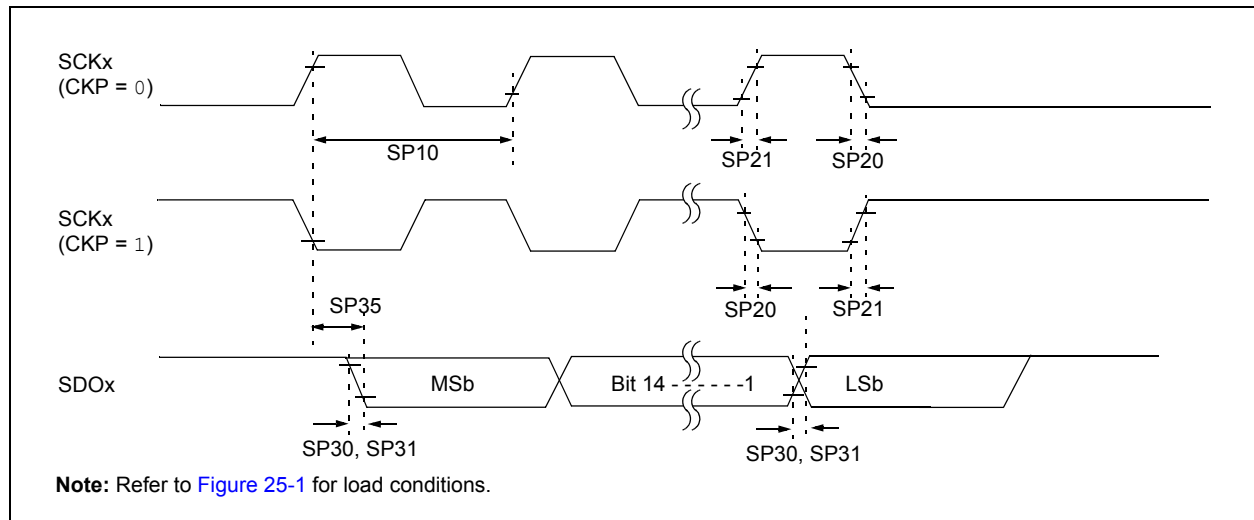 SCKx
(CKP = 0)
SP10
SP21
SP20
SCKx
(CKP = 1)
SP35
SP20
SP21
SDOx
MSb
Bit 14 - - - - - -1
LSb
SP30, SP31
SP30, SP31
Note: Refer to Figure 25-1 for load conditions.